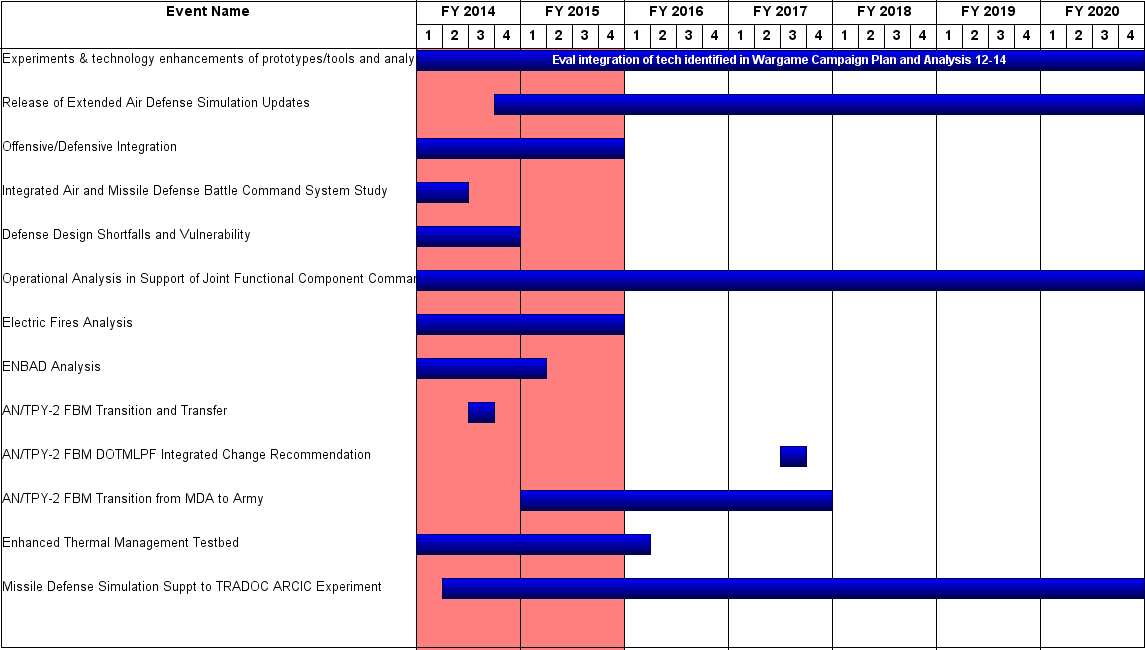 Event Name FY 2014 FY 2015 FY 2016 FY 2017 FY 2018 FY 2019 FY 2020
1 2 3 4 1 2 3 4 1 2 3 4 1 2 3 4 1 2 3 4 1 2 3 4 1 2 3 4
Experiments & technology enhancements of prototypes/tools and analy Eval integration of tech identified in Wargame Campaign Plan and Analysis 12-14
Release of Extended Air Defense Simulation Updates
Offensive/Defensive Integration
Integrated Air and Missile Defense Battle Command System Study
Defense Design Shortfalls and Vulnerability
Operational Analysis in Support of Joint Functional Component Comman
Electric Fires Analysis
ENBAD Analysis
AN/TPY-2 FBM Transition and Transfer
AN/TPY-2 FBM DOTMLPF Integrated Change Recommendation
AN/TPY-2 FBM Transition from MDA to Army
Enhanced Thermal Management Testbed
Missile Defense Simulation Suppt to TRADOC ARCIC Experiment